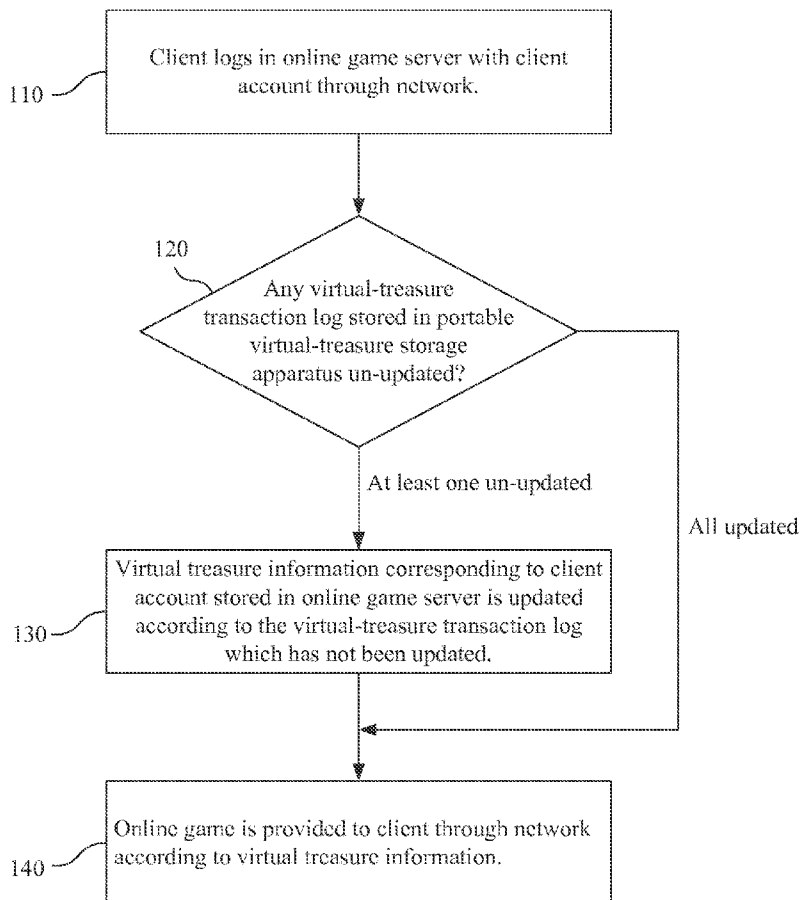 Client logs in online game server with client
account through network.
110
120
Any virtual-treasure
transaction log stored in portable
virtual-treasure storage
apparatus un-updated?
At least one un-updated
All updated
Virtual treasure information corresponding to client
account stored in online game server is updated
according to the virtual-treasure transaction log
which has not been updated.
130
Online game is provided to client through network
according to virtual treasure information.
140